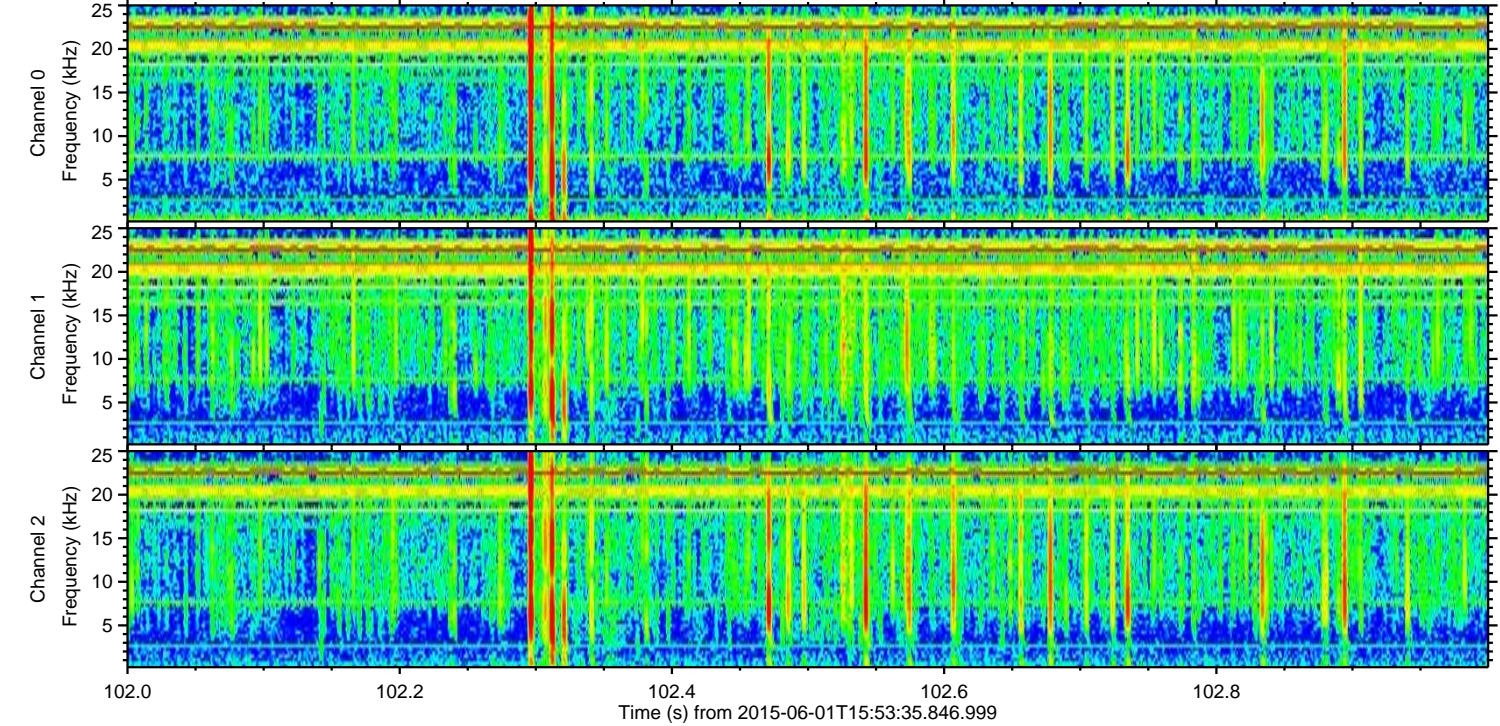 25
20
15
10
5
Channel 0
Frequency (kHz)
25
20
15
10
5
Channel 1
Frequency (kHz)
25
20
15
10
5
Channel 2
Frequency (kHz)
102.0 102.2 102.4 102.6 102.8
Time (s) from 2015-06-01T15:53:35.846.999